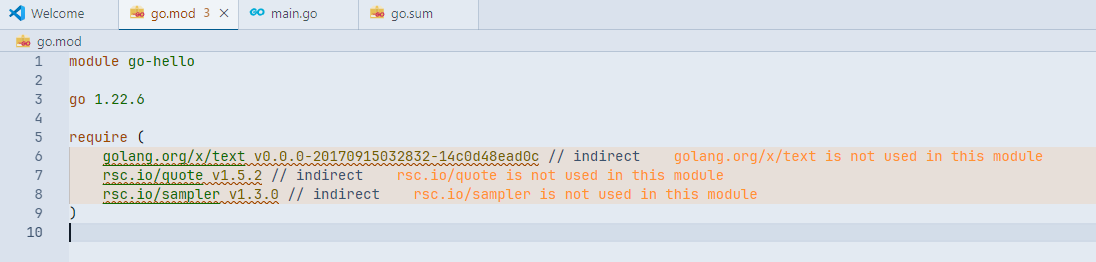 Welcome
go.mod 3
main.go
go.sum
go.mod
1 module go-hello
2
3 go 1.22.6
4
5 require (
6 golang.org/x/text v0.0.0-20170915032832-14c0d48ead0c // indirect golang.org/x/text is not used in this module
7 rsc.io/quote v1.5.2 // indirect rsc.io/quote is not used in this module
8 rsc.io/sampler v1.3.0 // indirect rsc.io/sampler is not used in this module
9 )
10